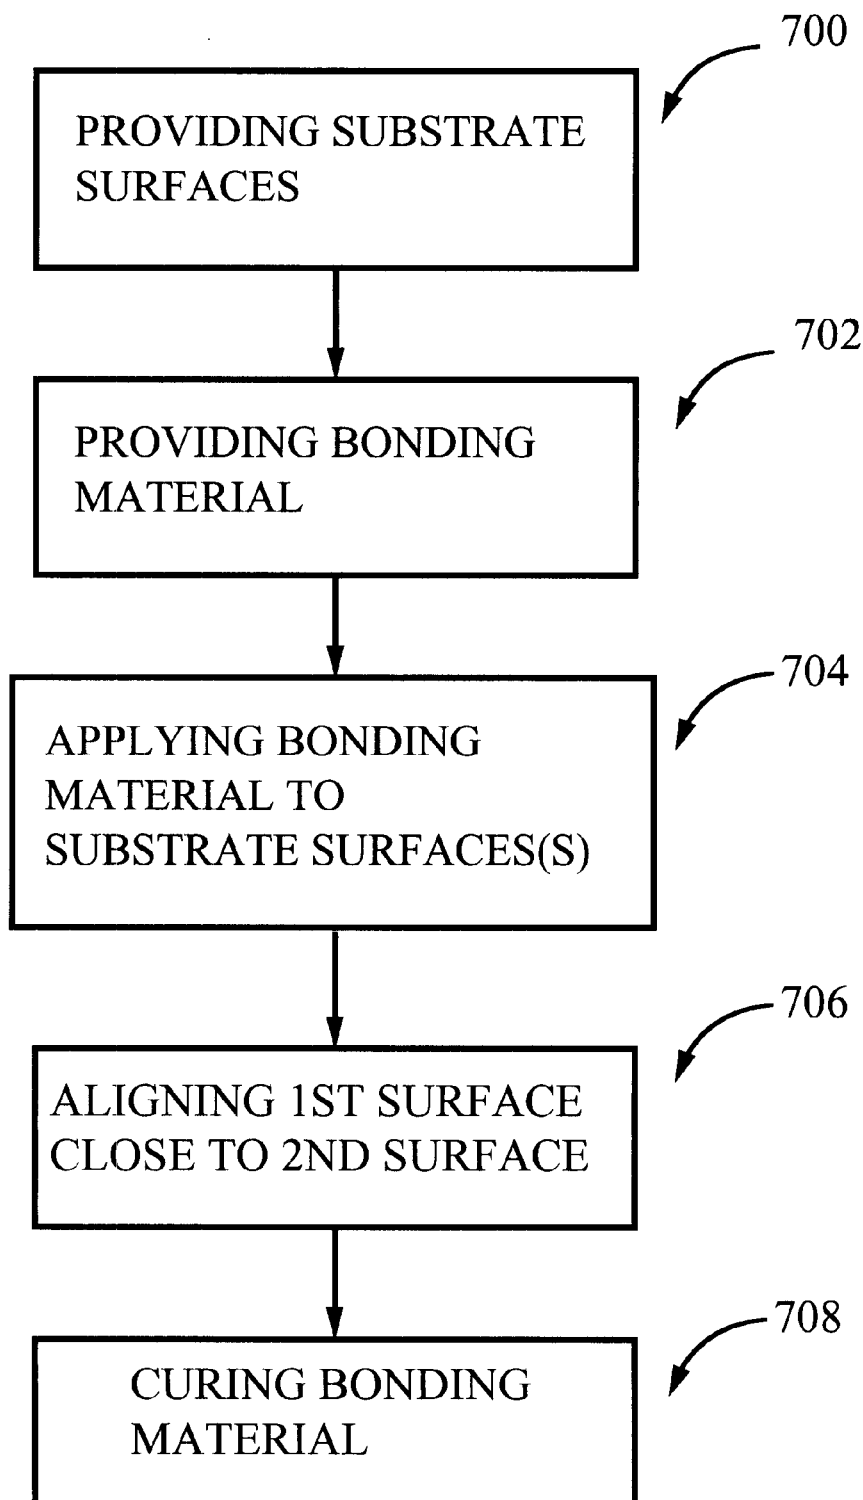 700
PROVIDING SUBSTRATE
SURFACES
702
PROVIDING BONDING
MATERIAL
704
APPLYING BONDING
MATERIAL TO
SUBSTRATE SURFACES(S)
706
ALIGNING 1ST SURFACE
CLOSE TO 2ND SURFACE
708
CURING BONDING
MATERIAL